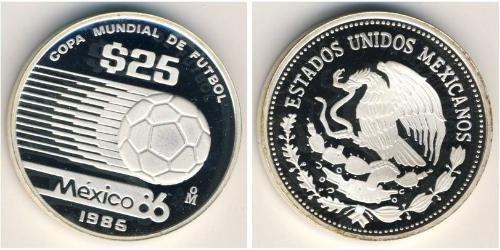 COPA MUNDIAL DE FUTBOL
$25
México 86
Mo
1985
ESTADOS UNIDOS MEXICANOS